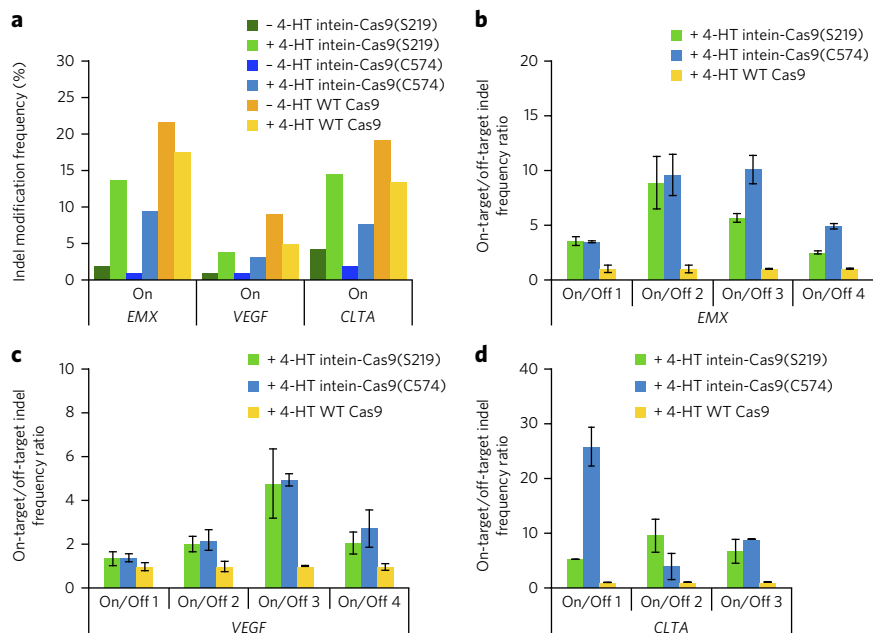 a
– 4-HT intein-Cas9(S219)
+ 4-HT intein-Cas9(S219)
– 4-HT intein-Cas9(C574)
+ 4-HT intein-Cas9(C574)
– 4-HT WT Cas9
+ 4-HT WT Cas9
Indel modification frequency (%)
30
25
20
15
10
5
0
On On On
EMX VEGF CLTA
b
+ 4-HT intein-Cas9(S219)
+ 4-HT intein-Cas9(C574)
+ 4-HT WT Cas9
On-target/off-target indel
frequency ratio
20
15
10
5
0
On/Off 1 On/Off 2 On/Off 3 On/Off 4
EMX
c
+ 4-HT intein-Cas9(S219)
+ 4-HT intein-Cas9(C574)
+ 4-HT WT Cas9
On-target/off-target indel
frequency ratio
10
8
6
4
2
0
On/Off 1 On/Off 2 On/Off 3 On/Off 4
VEGF
d
+ 4-HT intein-Cas9(S219)
+ 4-HT intein-Cas9(C574)
+ 4-HT WT Cas9
On-target/off-target indel
frequency ratio
40
30
20
10
0
On/Off 1 On/Off 2 On/Off 3
CLTA